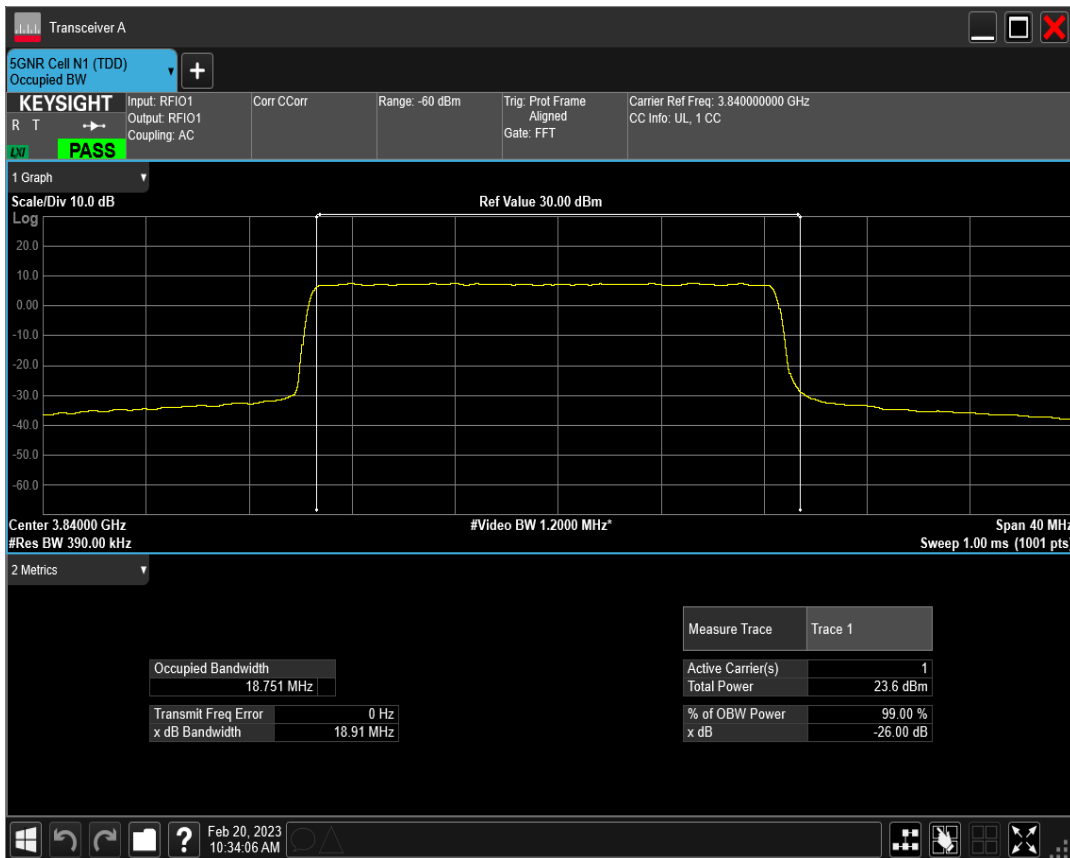 Transceiver A
5GNR Cell N1 (TDD)
Occupied BW
+
KEYSIGHT
R T
LXI
PASS
Input: RFIO1
Output: RFIO1
Coupling: AC
Corr CCorr
Range: -60 dBm
Trig: Prot Frame
Aligned
Gate: FFT
Carrier Ref Freq: 3.840000000 GHz
CC Info: UL, 1 CC
1 Graph
Scale/Div 10.0 dB
Ref Value 30.00 dBm
Log
20.0
10.0
0.00
-10.0
-20.0
-30.0
-40.0
-50.0
-60.0
Center 3.84000 GHz
#Video BW 1.2000 MHz*
Span 40 MHz
#Res BW 390.00 kHz
Sweep 1.00 ms (1001 pts)
2 Metrics
Measure Trace Trace 1
Occupied Bandwidth
18.751 MHz
Active Carrier(s) 1
Total Power 23.6 dBm
Transmit Freq Error 0 Hz
x dB Bandwidth 18.91 MHz
% of OBW Power 99.00 %
x dB -26.00 dB
?
Feb 20, 2023
10:34:06 AM